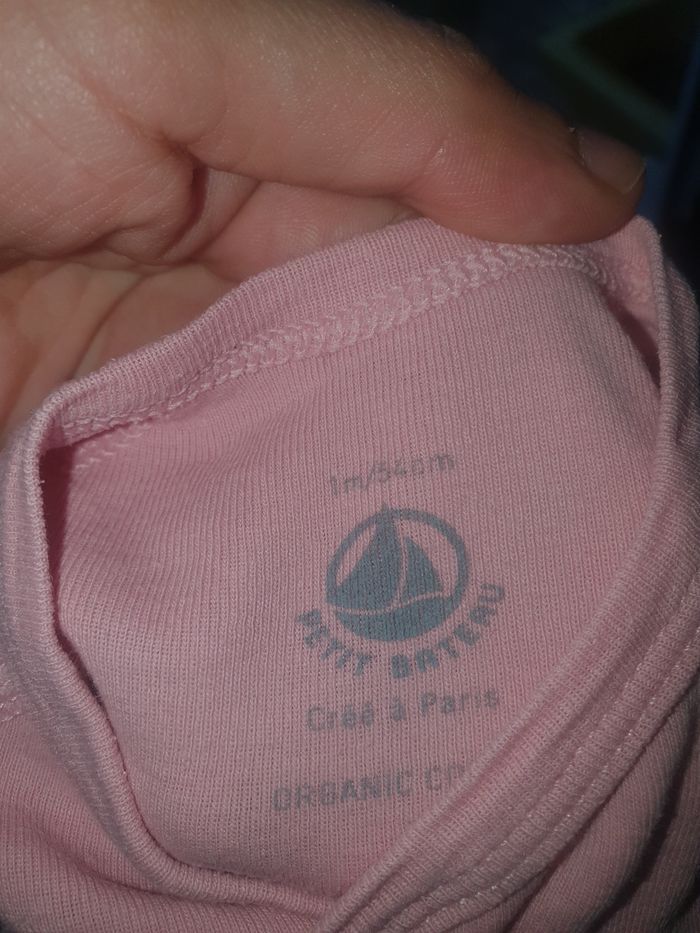 1m/54cm
PETIT BATEAU
Créé à Paris
ORGANIC